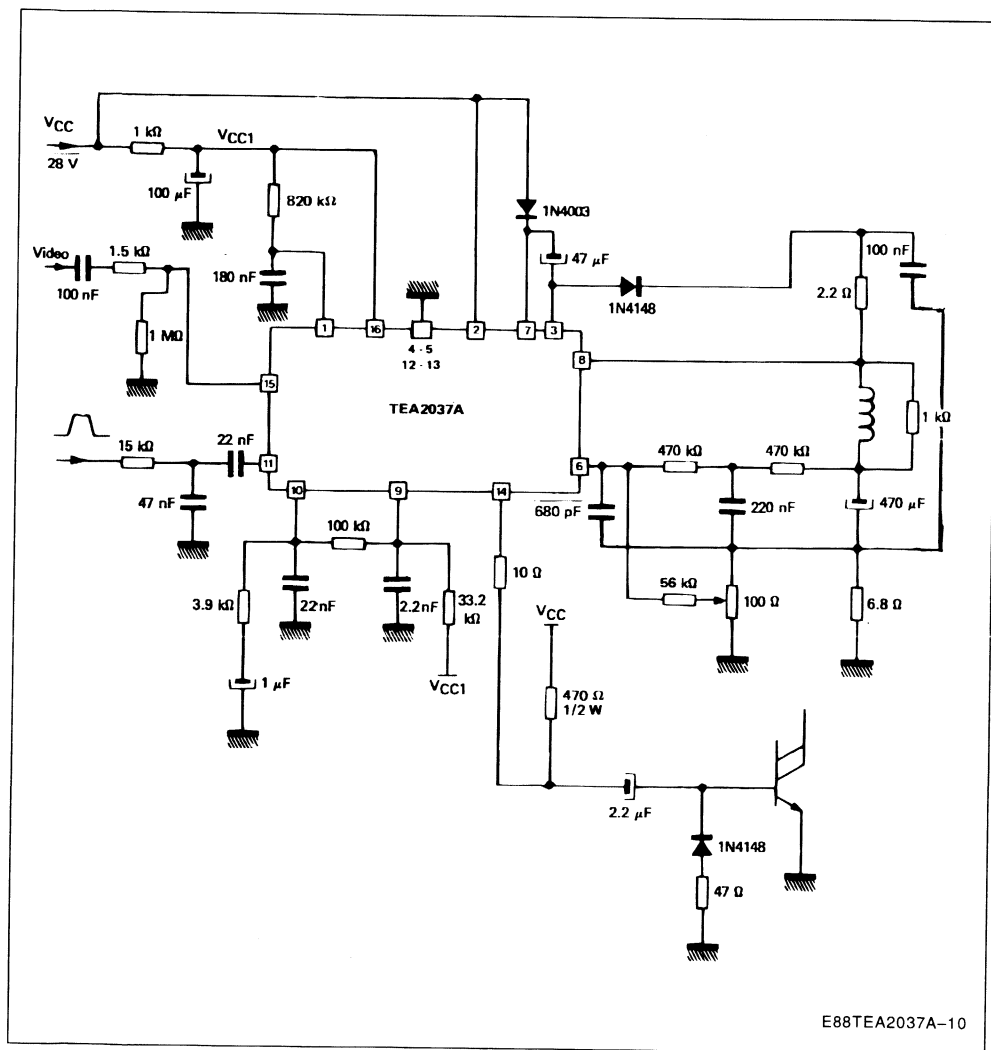 VCC
28 V
1 kΩ
VCC1
100 µF
820 kΩ
1N4003
47 µF
100 nF
Video
1.5 kΩ
100 nF
180 nF
1N4148
2.2 Ω
1 MΩ
1
16
4 - 5
12 - 13
2
7
3
8
15
TEA2037A
1 kΩ
15 kΩ
22 nF
11
6
470 kΩ
470 kΩ
47 nF
10
9
14
680 pF
220 nF
470 µF
100 kΩ
10 Ω
3.9 kΩ
22nF
2.2nF
33.2
kΩ
56 kΩ
100 Ω
6.8 Ω
VCC
1 µF
VCC1
470 Ω
1/2 W
2.2 µF
1N4148
47 Ω
E88TEA2037A-10